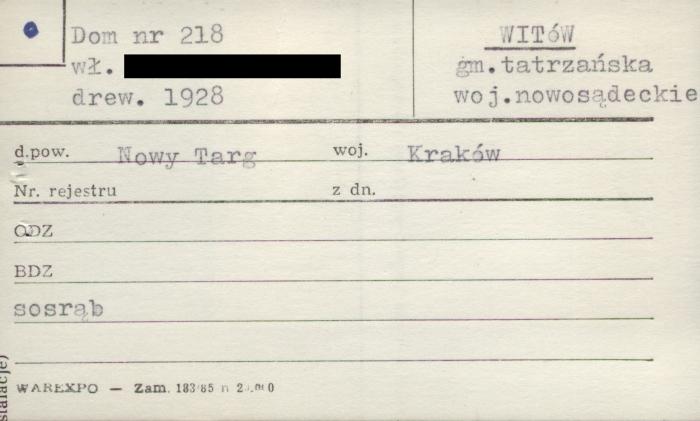 Dom nr 218
wł.
drew. 1928
WITÓW
gm.tatrzańska
woj.nowosądeckie
d.pow. Nowy Targ woj. Kraków
Nr. rejestru z dn.
ODZ
BDZ
sosrąb
WAREXPO — Zam. 183/85 n